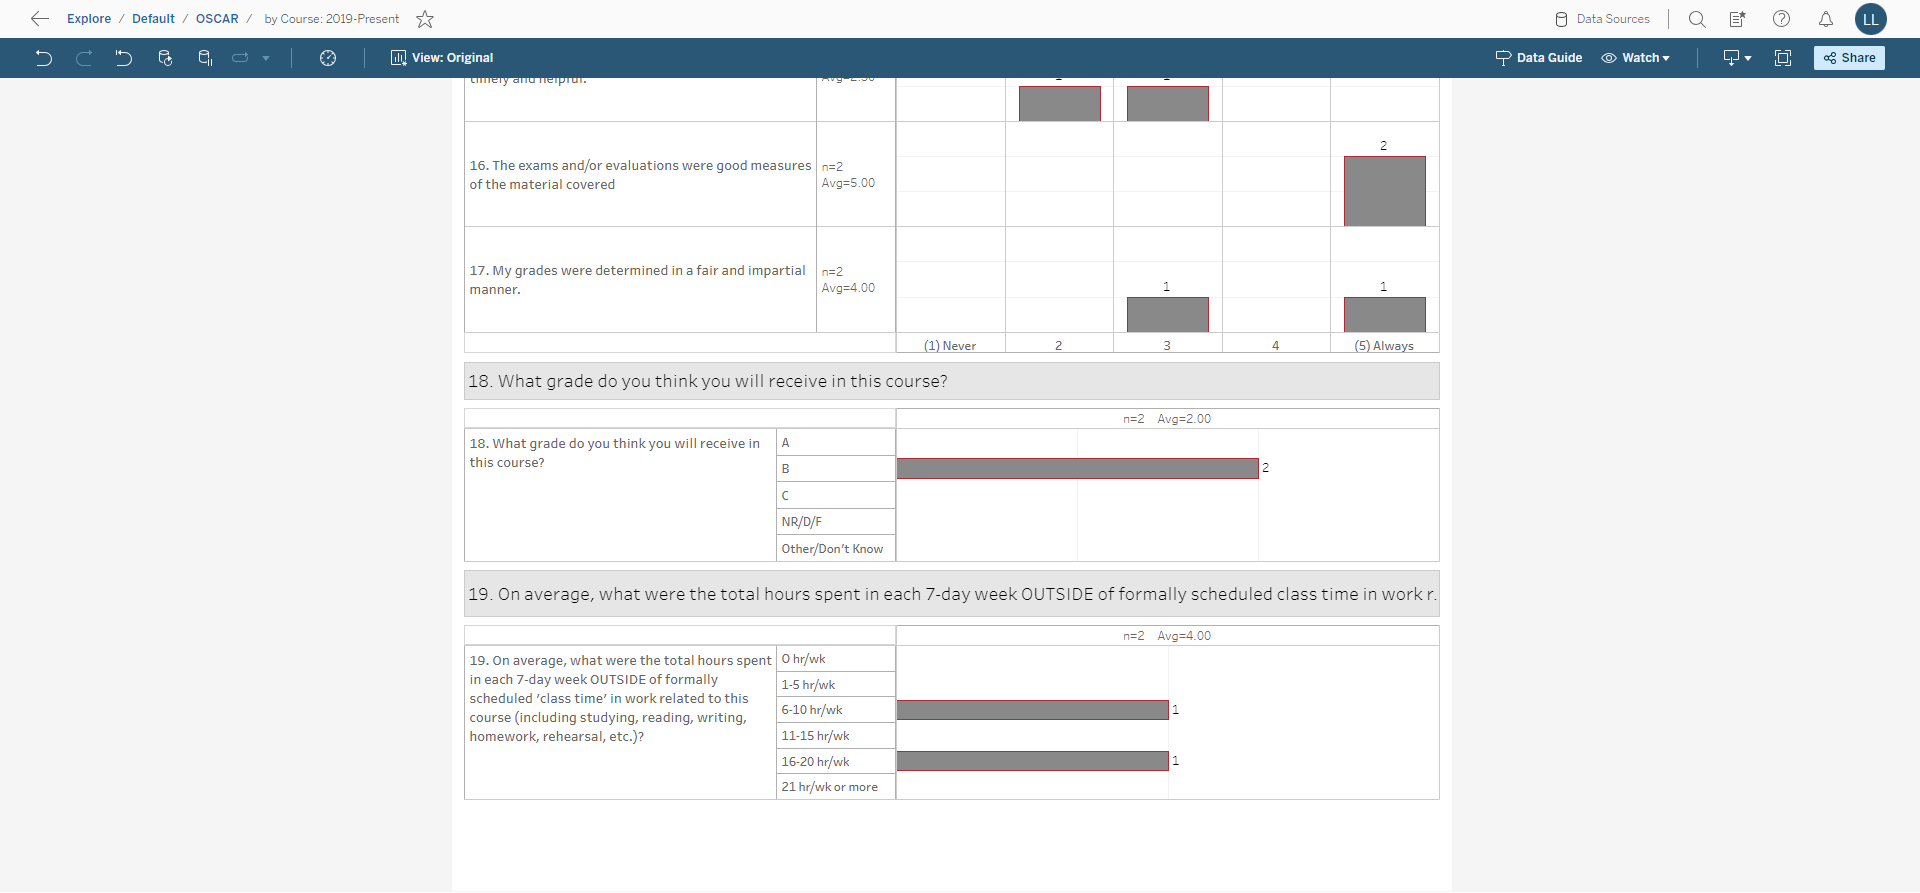 Explore / Default / OSCAR / by Course: 2019-Present
Data Sources
LL
View: Original
Data Guide
Watch
Share
timely and helpful.
16. The exams and/or evaluations were good measures
of the material covered
n=2
Avg=5.00
2
17. My grades were determined in a fair and impartial
manner.
n=2
Avg=4.00
1
1
(1) Never
2
3
4
(5) Always
18. What grade do you think you will receive in this course?
n=2 Avg=2.00
18. What grade do you think you will receive in
this course?
A
B
2
C
NR/D/F
Other/Don't Know
19. On average, what were the total hours spent in each 7-day week OUTSIDE of formally scheduled class time in work r.
n=2 Avg=4.00
19. On average, what were the total hours spent
in each 7-day week OUTSIDE of formally
scheduled 'class time' in work related to this
course (including studying, reading, writing,
homework, rehearsal, etc.)?
0 hr/wk
1-5 hr/wk
6-10 hr/wk
1
11-15 hr/wk
16-20 hr/wk
1
21 hr/wk or more